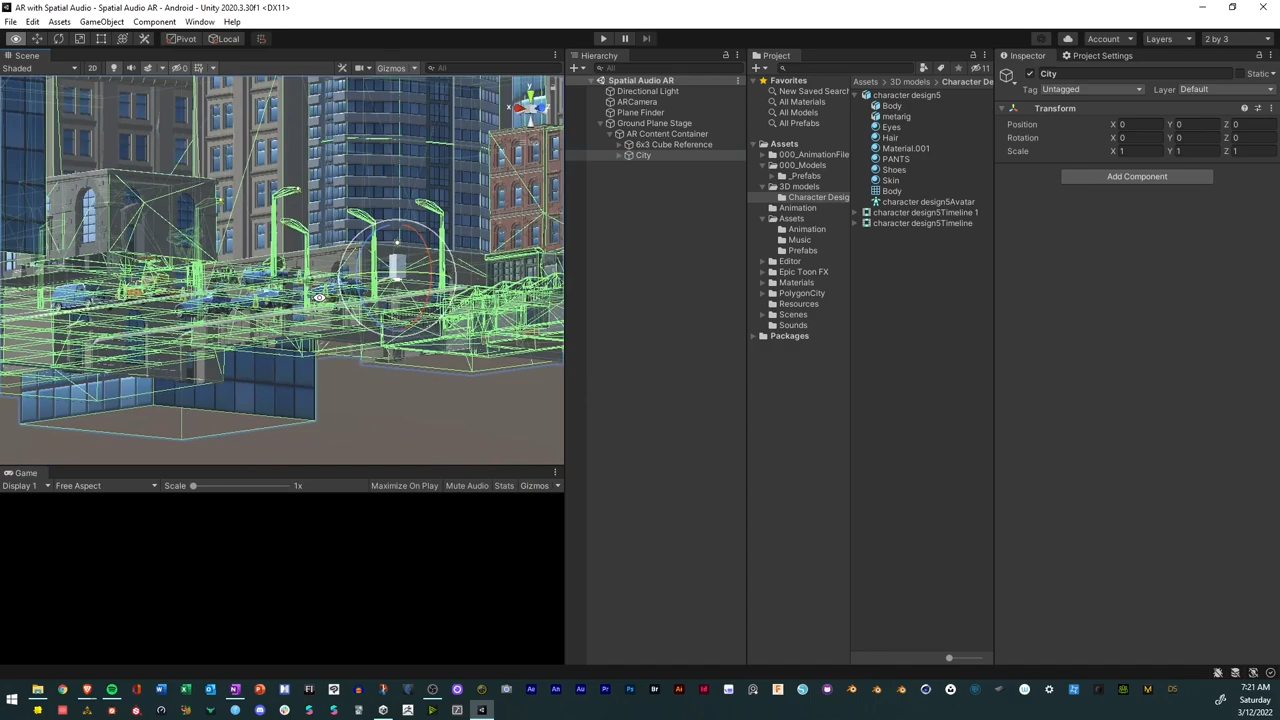 AR with Spatial Audio - Spatial Audio AR - Android - Unity 2020.3.30f1 <DX11>
File Edit Assets GameObject Component Window Help
Pivot Local Account Layers 2 by 3
Scene
Shaded 2D 0 Gizmos All
Game
Display 1 Free Aspect Scale 1x Maximize On Play Mute Audio Stats Gizmos
Hierarchy
All
Spatial Audio AR
Directional Light
ARCamera
Plane Finder
Ground Plane Stage
AR Content Container
6x3 Cube Reference
City
Project
11
Favorites
New Saved Search
All Materials
All Models
All Prefabs
Assets
000_AnimationFile
000_Models
_Prefabs
3D models
Character Desig
Animation
Assets
Animation
Music
Prefabs
Editor
Epic Toon FX
Materials
PolygonCity
Resources
Scenes
Sounds
Packages
Assets 3D models Character De
character design5
Body
metarig
Eyes
Hair
Material.001
PANTS
Shoes
Skin
Body
character design5Avatar
character design5Timeline 1
character design5Timeline
Inspector Project Settings
City Static
Tag Untagged Layer Default
Transform
Position X 0 Y 0 Z 0
Rotation X 0 Y 0 Z 0
Scale X 1 Y 1 Z 1
Add Component
7:21 AM
Saturday
3/12/2022